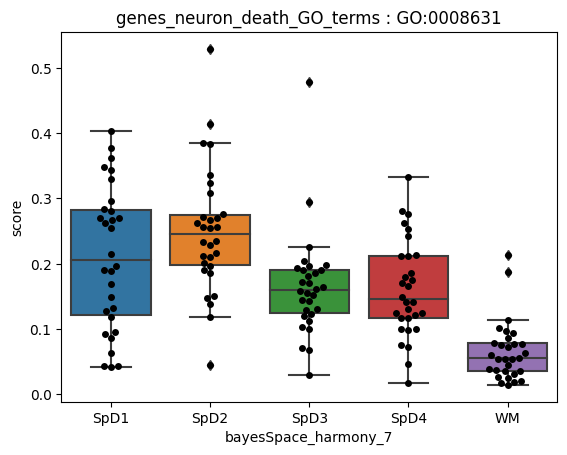 genes_neuron_death_GO_terms : GO:0008631
score
0.5
0.4
0.3
0.2
0.1
0.0
SpD1 SpD2 SpD3 SpD4 WM
bayesSpace_harmony_7